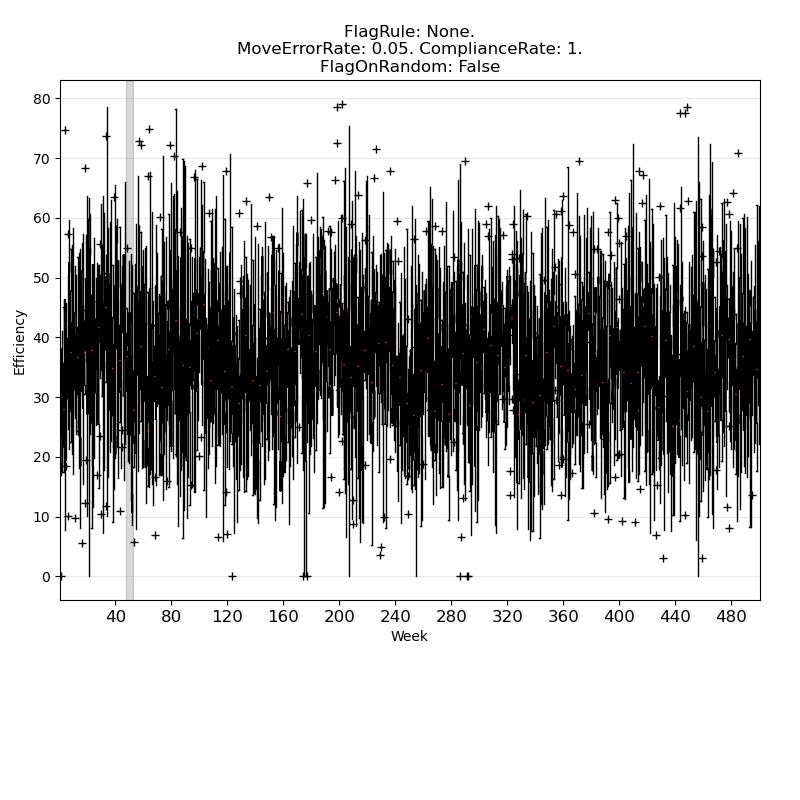 FlagRule: None.
MoveErrorRate: 0.05. ComplianceRate: 1.
FlagOnRandom: False
80
70
60
50
40
30
20
10
0
Efficiency
40 80 120 160 200 240 280 320 360 400 440 480
Week